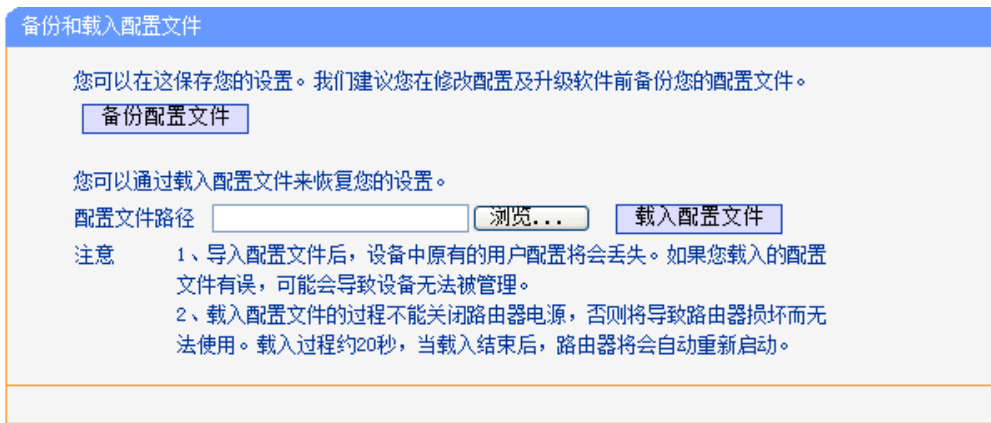 备份和载入配置文件
您可以在这保存您的设置。我们建议您在修改配置及升级软件前备份您的配置文件。
备份配置文件
您可以通过载入配置文件来恢复您的设置。
配置文件路径 浏览... 载入配置文件
注意 1、导入配置文件后，设备中原有的用户配置将会丢失。如果您载入的配置
文件有误，可能会导致设备无法被管理。
2、载入配置文件的过程不能关闭路由器电源，否则将导致路由器损坏而无
法使用。载入过程约20秒，当载入结束后，路由器将会自动重新启动。